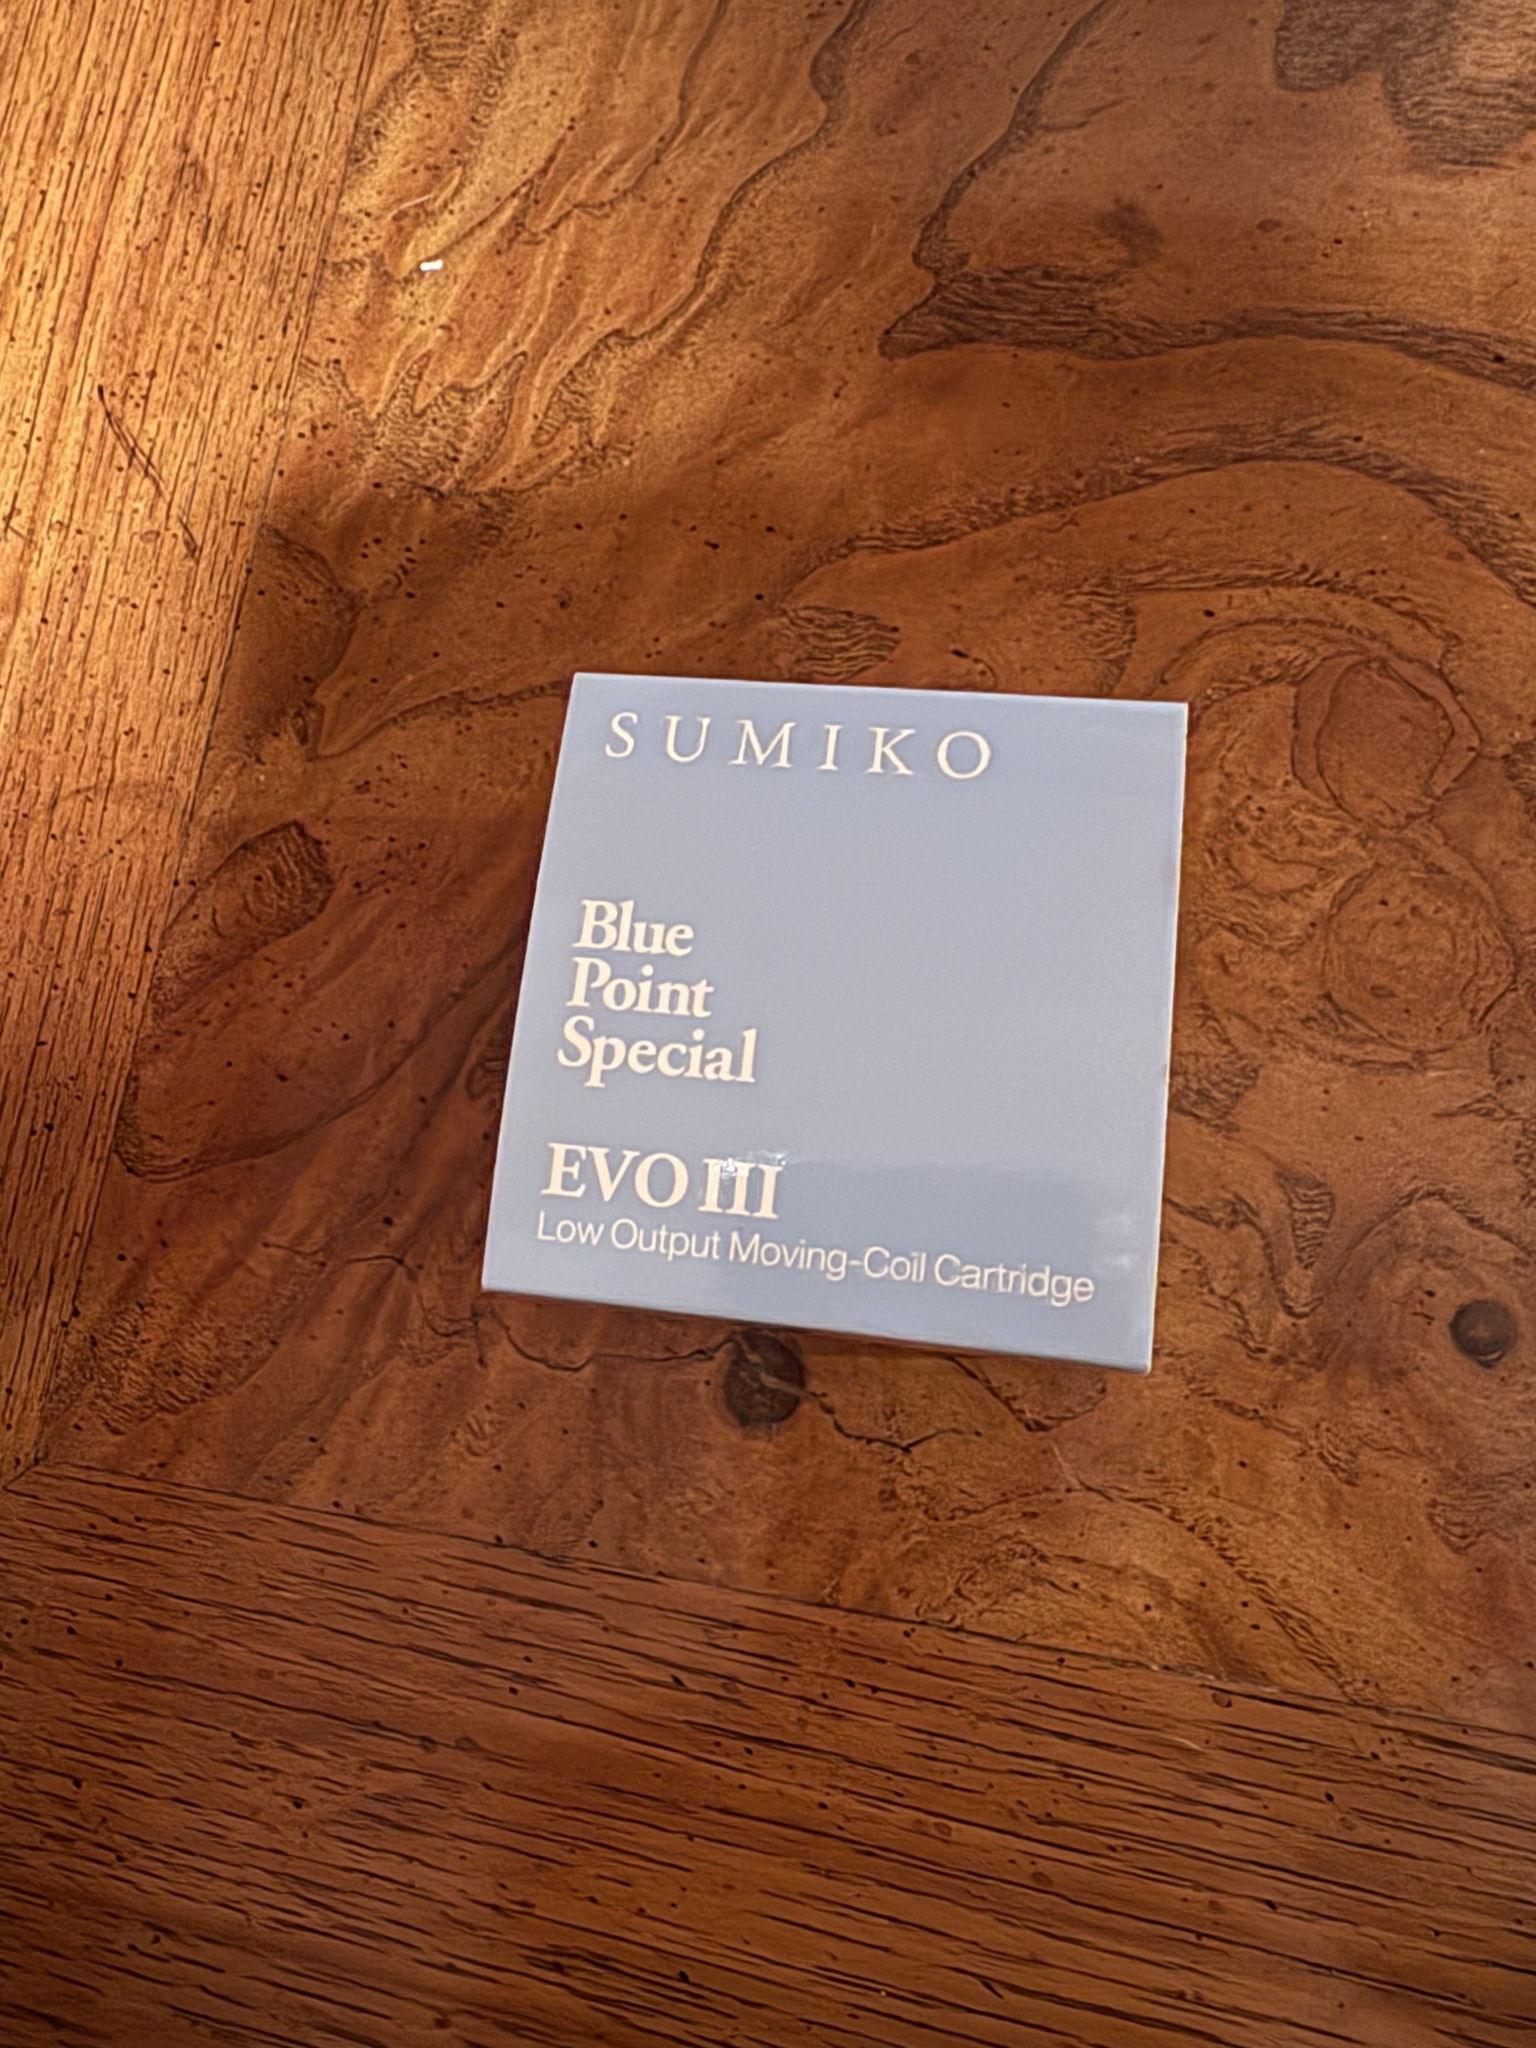 SUMIKO
Blue
Point
Special
EVO III
Low Output Moving-Coil Cartridge